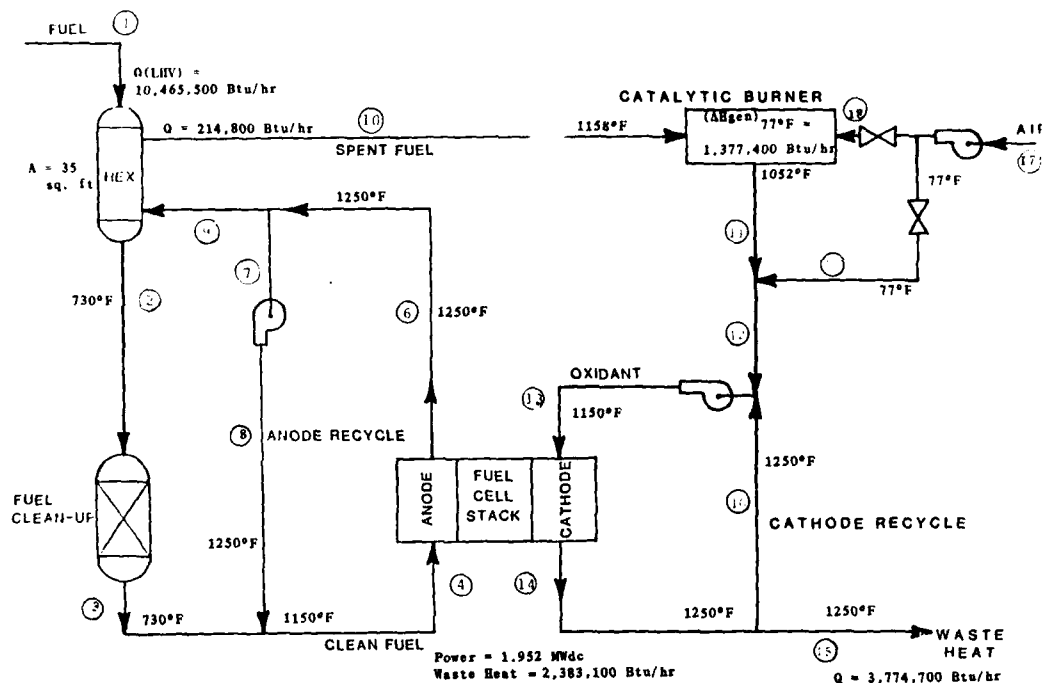 FUEL
1
Q(LHV) =
10,465,500 Btu/hr
Q = 214,800 Btu/hr
10
SPENT FUEL
A = 35
sq. ft
HEX
1250°F
9
7
730°F
2
6
1250°F
8
ANODE RECYCLE
FUEL
CLEAN-UP
1250°F
3
730°F
1150°F
CLEAN FUEL
4
ANODE
FUEL
CELL
STACK
CATHODE
CATALYTIC BURNER
1158°F
(ΔHgen) 77°F =
1,377,400 Btu/hr
1052°F
18
AIR
17
77°F
11
77°F
12
OXIDANT
13
1150°F
1250°F
16
CATHODE RECYCLE
14
1250°F
1250°F
WASTE
HEAT
15
Power = 1.952 MWdc
Waste Heat = 2,383,100 Btu/hr
Q = 3,774,700 Btu/hr